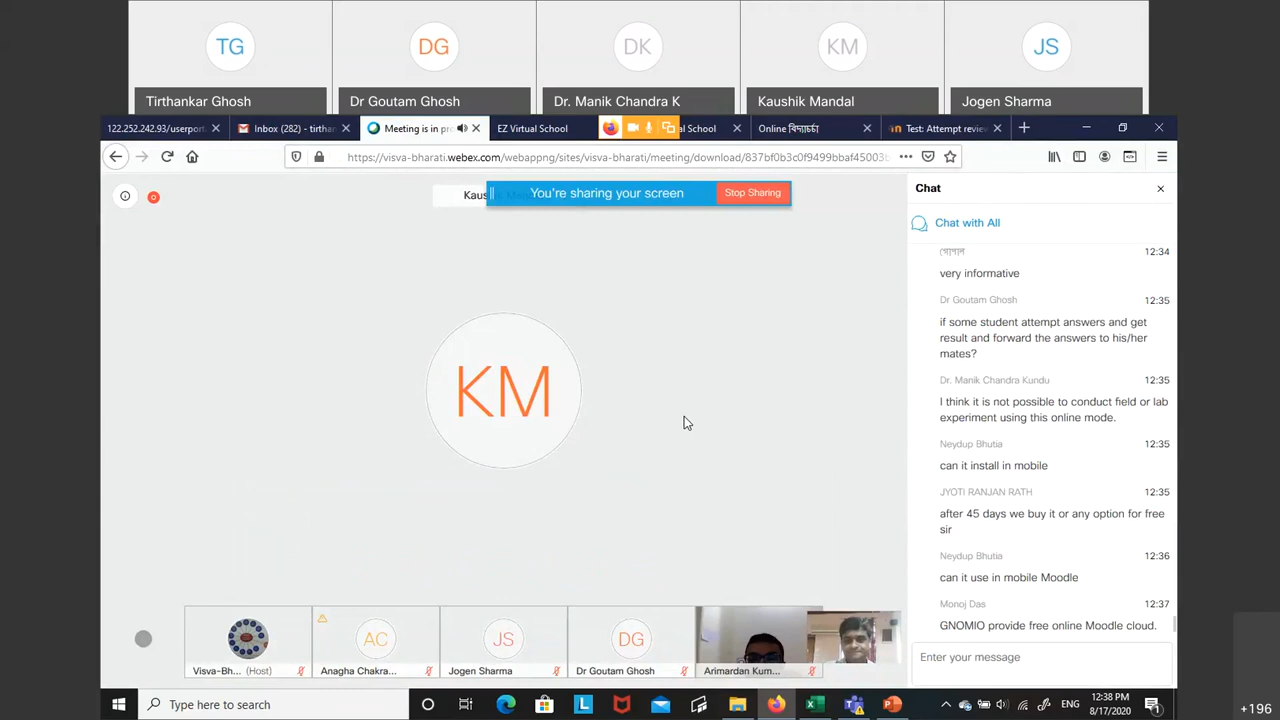 TG
DG
DK
KM
JS
Tirthankar Ghosh
Dr Goutam Ghosh
Dr. Manik Chandra K
Kaushik Mandal
Jogen Sharma
122.252.242.93/userport
Inbox (282) - tirthan
Meeting is in pro
EZ Virtual School
al School
Online বিদ্যাচর্চা
Test: Attempt review
https://visva-bharati.webex.com/webappng/sites/visva-bharati/meeting/download/837bf0b3c0f9499bbaf45003
Kaus
You're sharing your screen
Stop Sharing
Chat
Chat with All
গোপাল 12:34
very informative
Dr Goutam Ghosh 12:35
if some student attempt answers and get
result and forward the answers to his/her
mates?
Dr. Manik Chandra Kundu 12:35
I think it is not possible to conduct field or lab
experiment using this online mode.
Neydup Bhutia 12:35
can it install in mobile
JYOTI RANJAN RATH 12:35
after 45 days we buy it or any option for free
sir
Neydup Bhutia 12:36
can it use in mobile Moodle
Monoj Das 12:37
GNOMIO provide free online Moodle cloud.
KM
AC
JS
DG
Visva-Bh... (Host)
Anagha Chakra...
Jogen Sharma
Dr Goutam Ghosh
Arimardan Kum...
Enter your message
Type here to search
ENG
12:38 PM
8/17/2020
+196